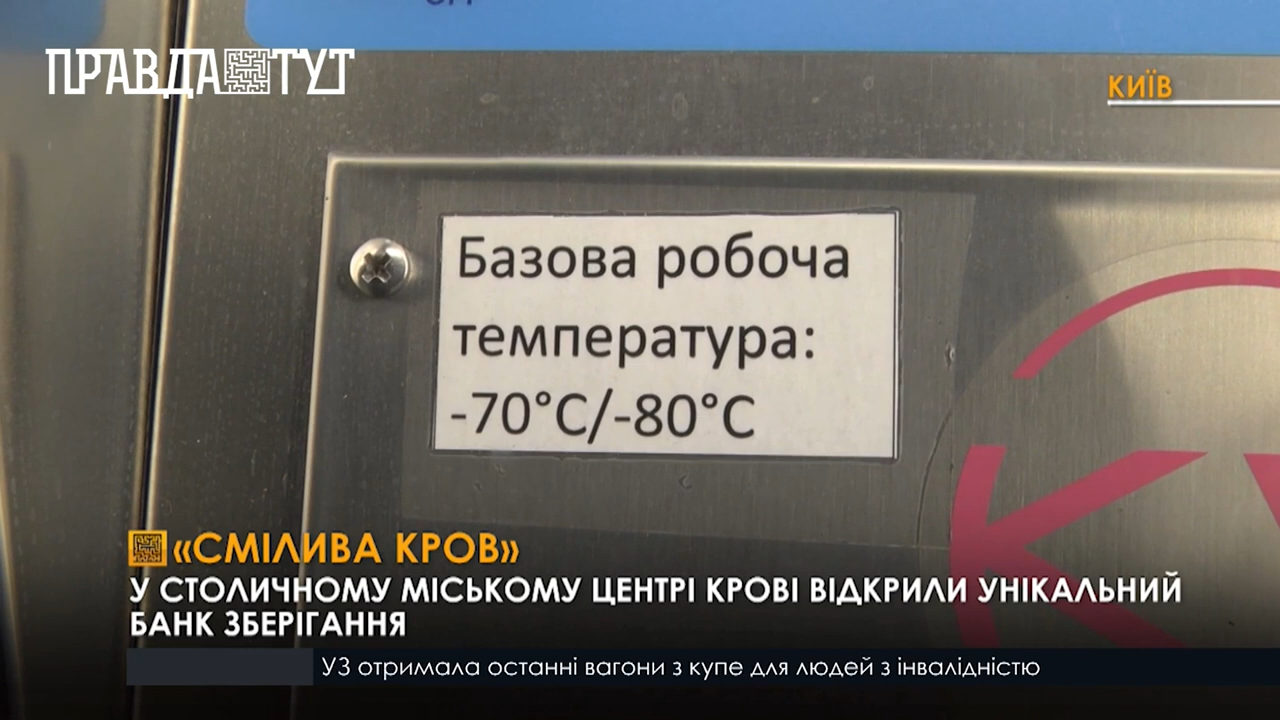 ПРАВДА ТУТ
КИЇВ
Базова робоча
температура:
-70°C/-80°C
«СМІЛИВА КРОВ»
У СТОЛИЧНОМУ МІСЬКОМУ ЦЕНТРІ КРОВІ ВІДКРИЛИ УНІКАЛЬНИЙ
БАНК ЗБЕРІГАННЯ
УЗ отримала останні вагони з купе для людей з інвалідністю